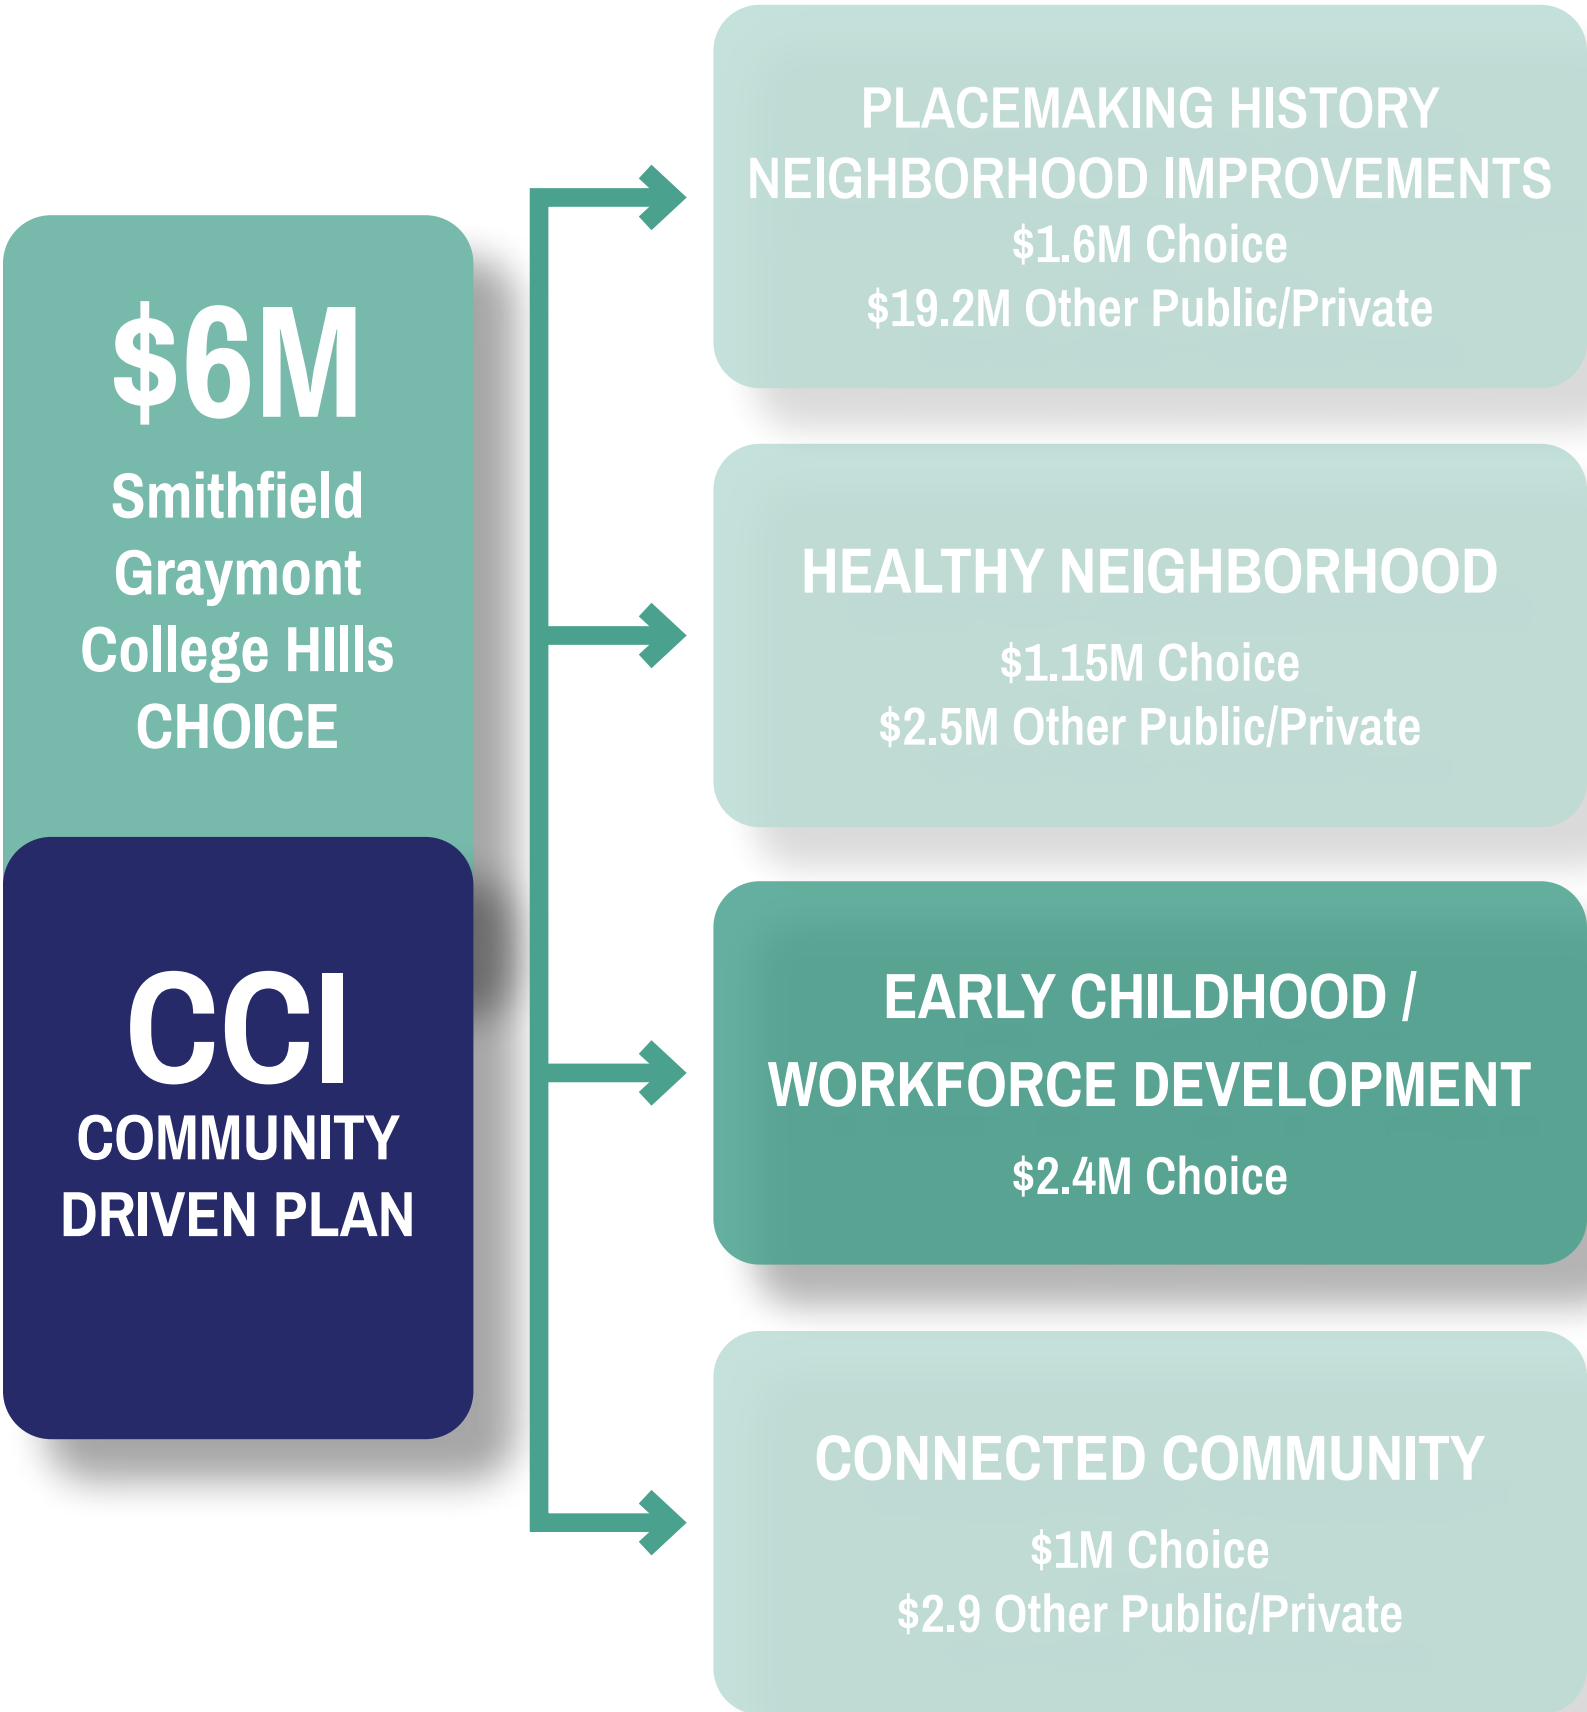 $6M
Smithfield
Graymont
College HIlls
CHOICE
CCI
COMMUNITY
DRIVEN PLAN
PLACEMAKING HISTORY
NEIGHBORHOOD IMPROVEMENTS
$1.6M Choice
$19.2M Other Public/Private
HEALTHY NEIGHBORHOOD
$1.15M Choice
$2.5M Other Public/Private
EARLY CHILDHOOD /
WORKFORCE DEVELOPMENT
$2.4M Choice
CONNECTED COMMUNITY
$1M Choice
$2.9 Other Public/Private